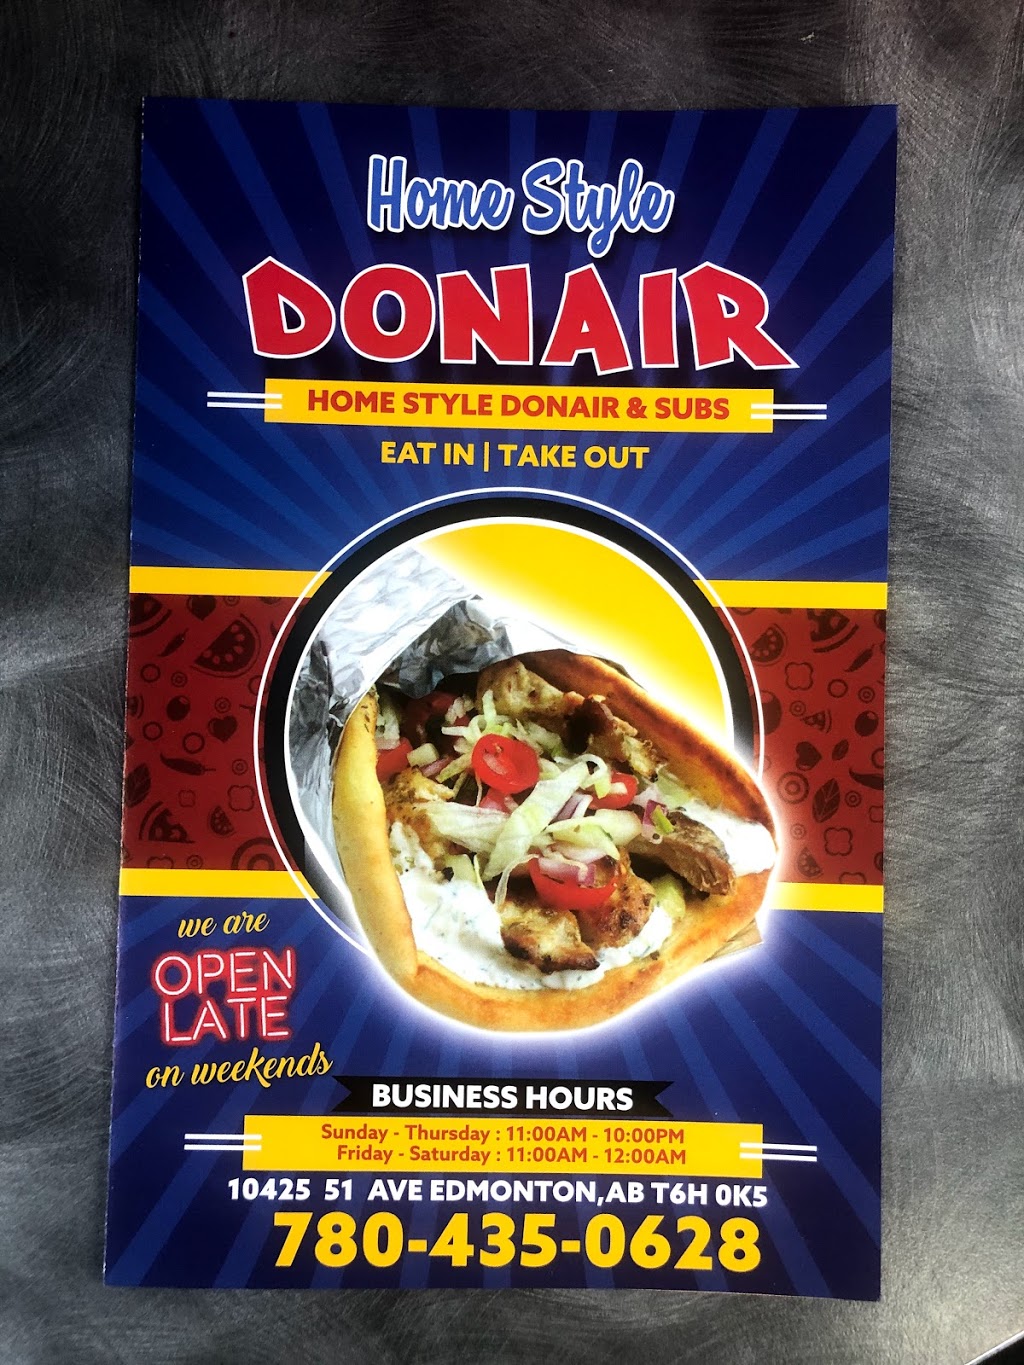 Home Style
DONAIR
HOME STYLE DONAIR & SUBS
EAT IN | TAKE OUT
we are
OPEN
LATE
on weekends
BUSINESS HOURS
Sunday - Thursday : 11:00AM - 10:00PM
Friday - Saturday : 11:00AM - 12:00AM
10425 51 AVE EDMONTON,AB T6H 0K5
780-435-0628